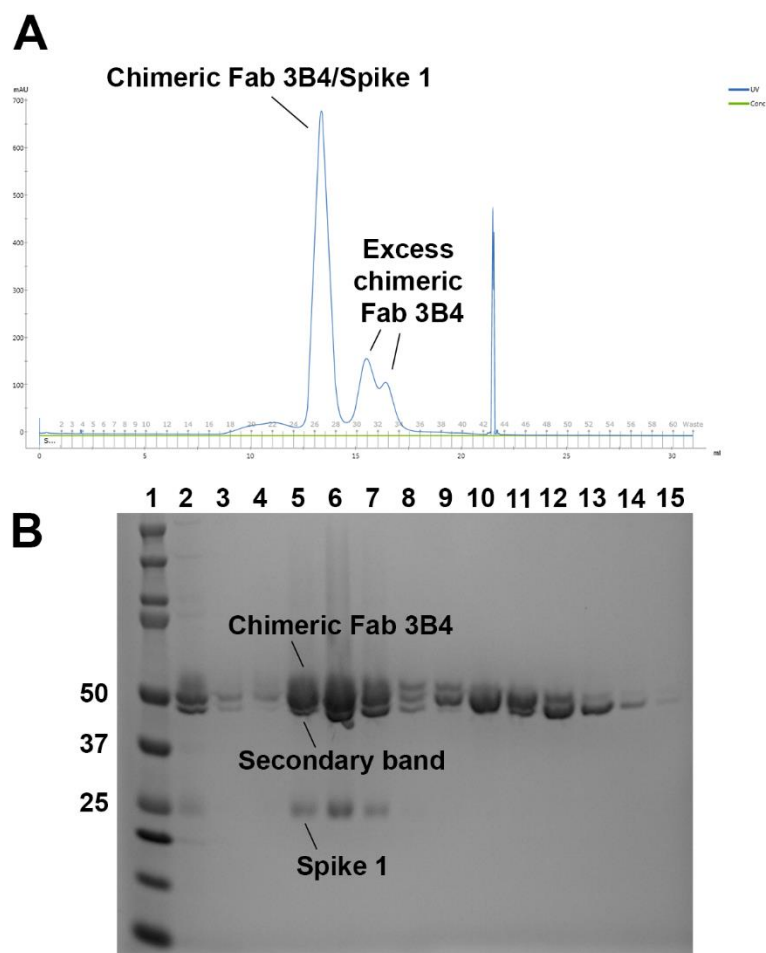 A
Chimeric Fab 3B4/Spike 1
mAU
700
UV
Conc
600
500
400
Excess
chimeric
Fab 3B4
300
200
100
0
2 3 4 5 6 7 8 9 10 12 14 16 18 20 22 24 26 28 30 32 34 36 38 40 42 44 46 48 50 52 54 56 58 60 Waste
S...
0 5 10 15 20 25 30 ml
1 2 3 4 5 6 7 8 9 10 11 12 13 14 15
B
Chimeric Fab 3B4
50
37
Secondary band
25
Spike 1